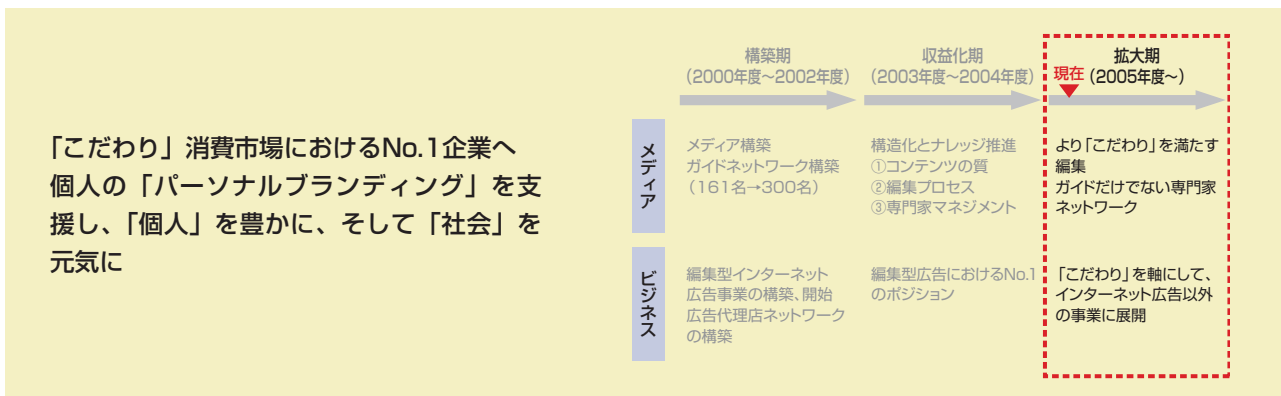 「こだわり」消費市場におけるNo.1企業へ
個人の「パーソナルブランディング」を支
援し、「個人」を豊かに、そして「社会」を
元気に
構築期
(2000年度〜2002年度)
収益化期
(2003年度〜2004年度)
拡大期
現在
(2005年度〜)
メディア
メディア構築
ガイドネットワーク構築
(161名→300名)
構造化とナレッジ推進
①コンテンツの質
②編集プロセス
③専門家マネジメント
より「こだわり」を満たす
編集
ガイドだけでない専門家
ネットワーク
ビジネス
編集型インターネット
広告事業の構築、開始
広告代理店ネットワーク
の構築
編集型広告におけるNo.1
のポジション
「こだわり」を軸にして、
インターネット広告以外
の事業に展開